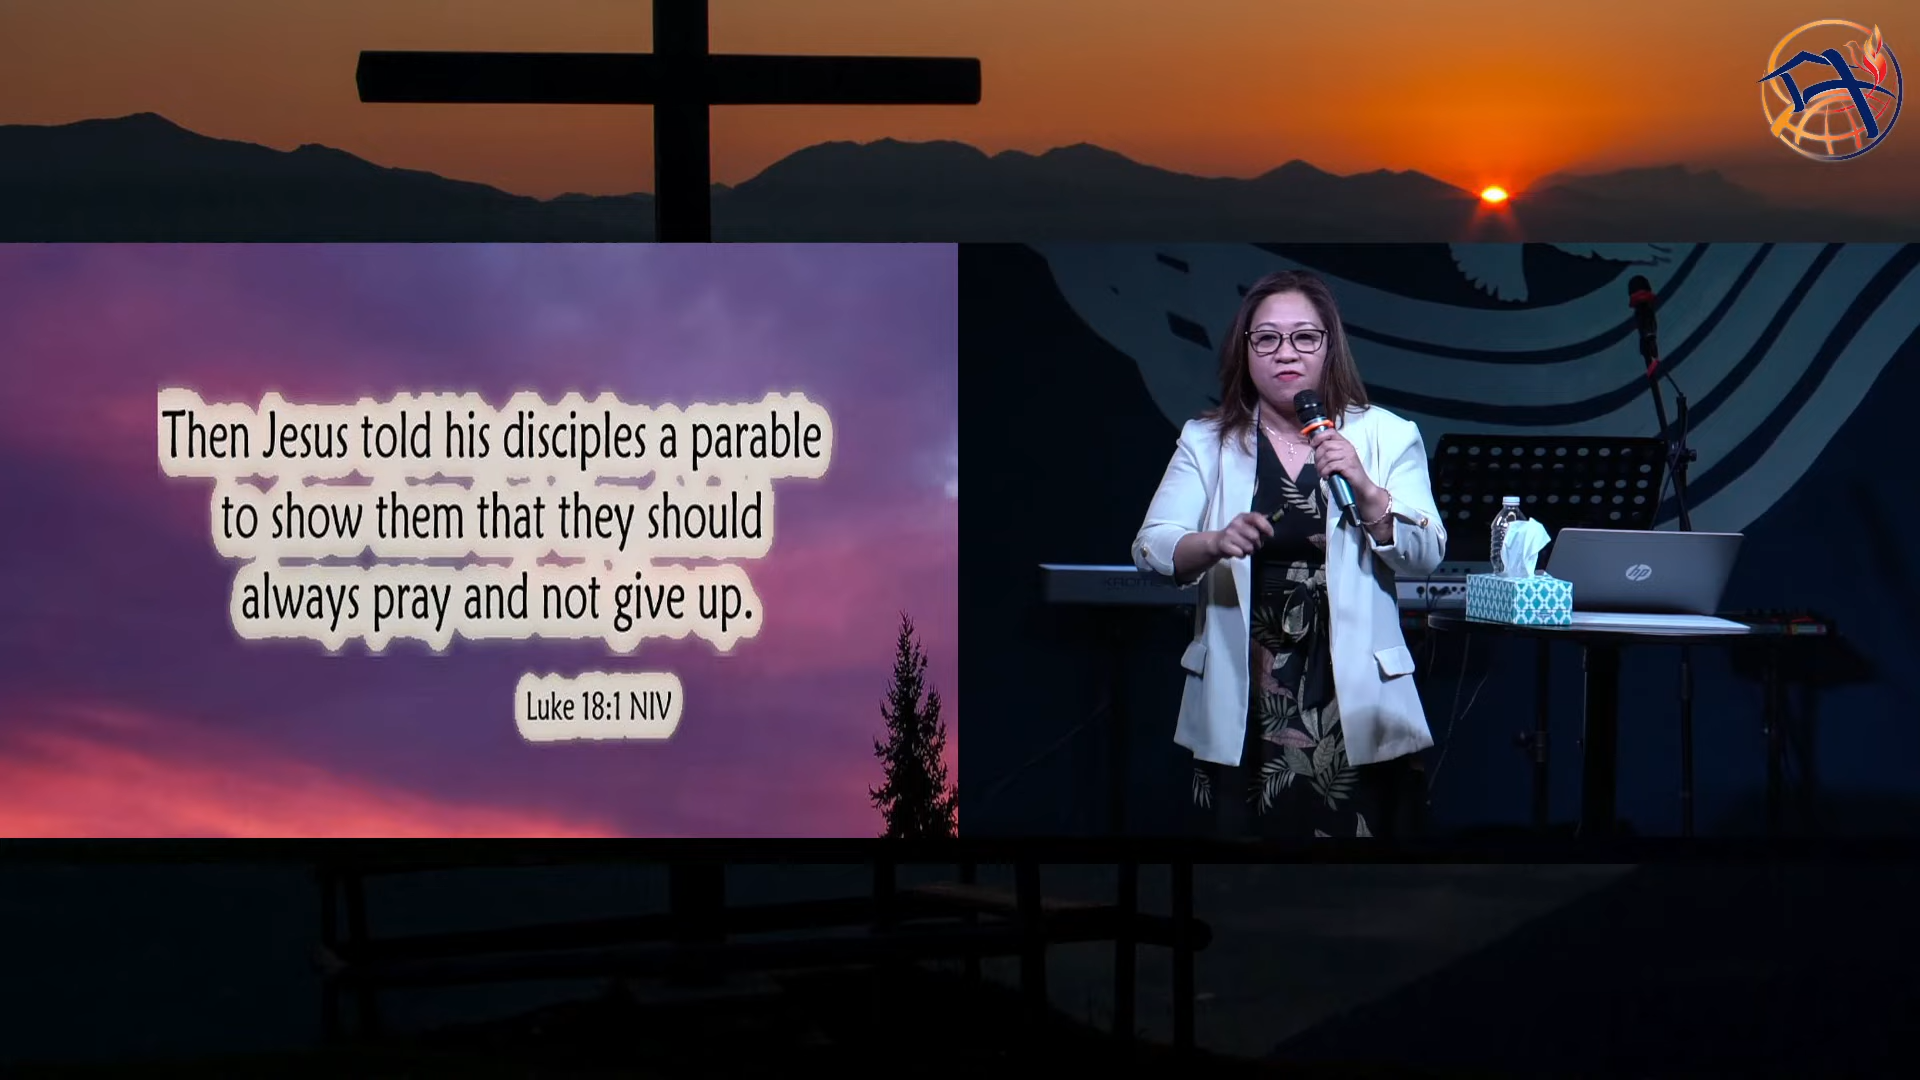 Then Jesus told his disciples a parable
to show them that they should
always pray and not give up.
Luke 18:1 NIV
hp